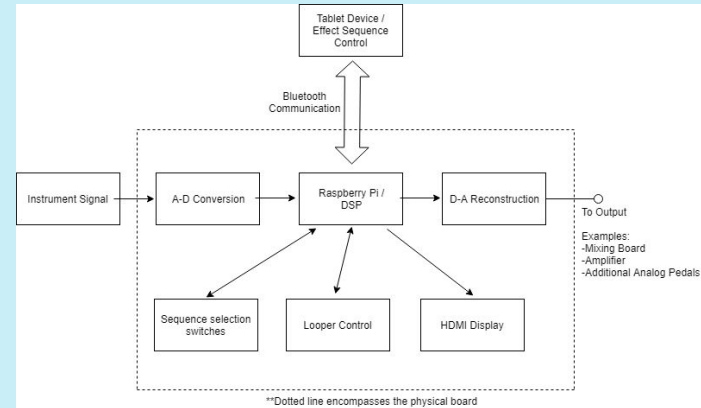 Tablet Device /
Effect Sequence
Control
Bluetooth
Communication
Instrument Signal
A-D Conversion
Raspberry Pi /
DSP
D-A Reconstruction
To Output
Examples:
-Mixing Board
-Amplifier
-Additional Analog Pedals
Sequence selection
switches
Looper Control
HDMI Display
**Dotted line encompasses the physical board